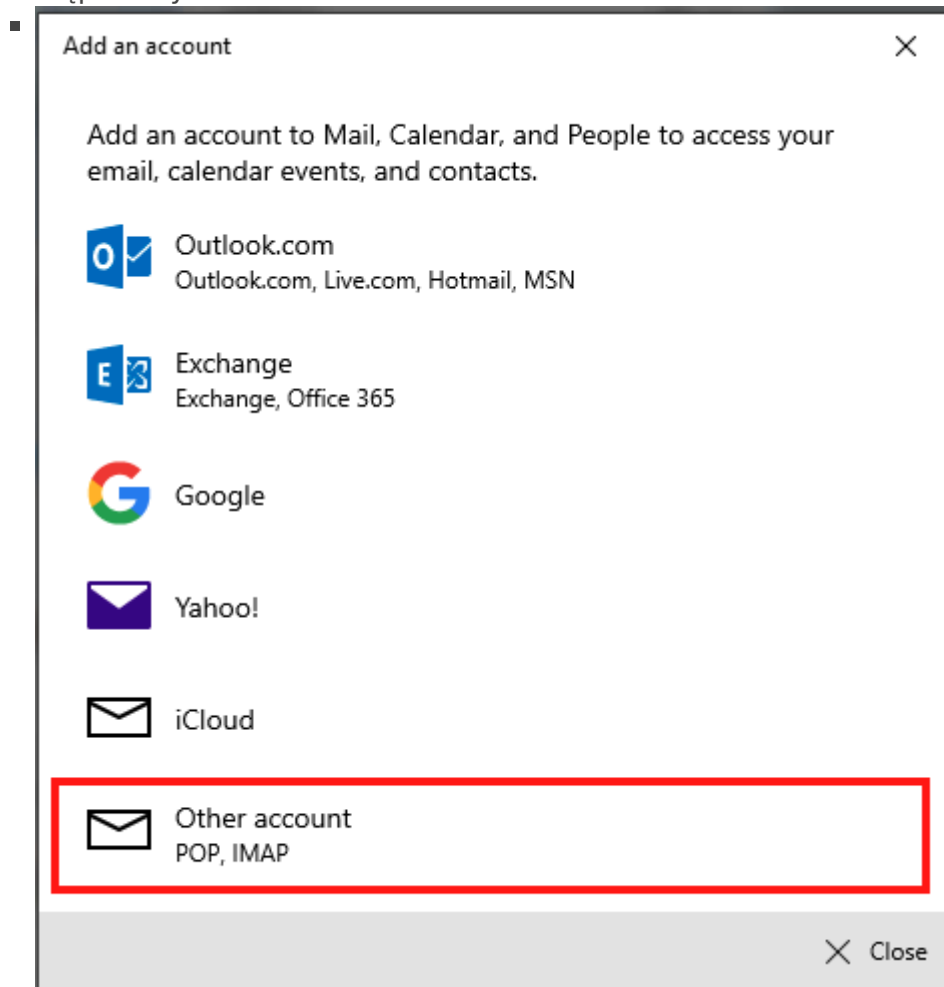 Add an account
Add an account to Mail, Calendar, and People to access your
email, calendar events, and contacts.
Outlook.com
Outlook.com, Live.com, Hotmail, MSN
Exchange
Exchange, Office 365
Google
Yahoo!
iCloud
Other account
POP, IMAP
Close